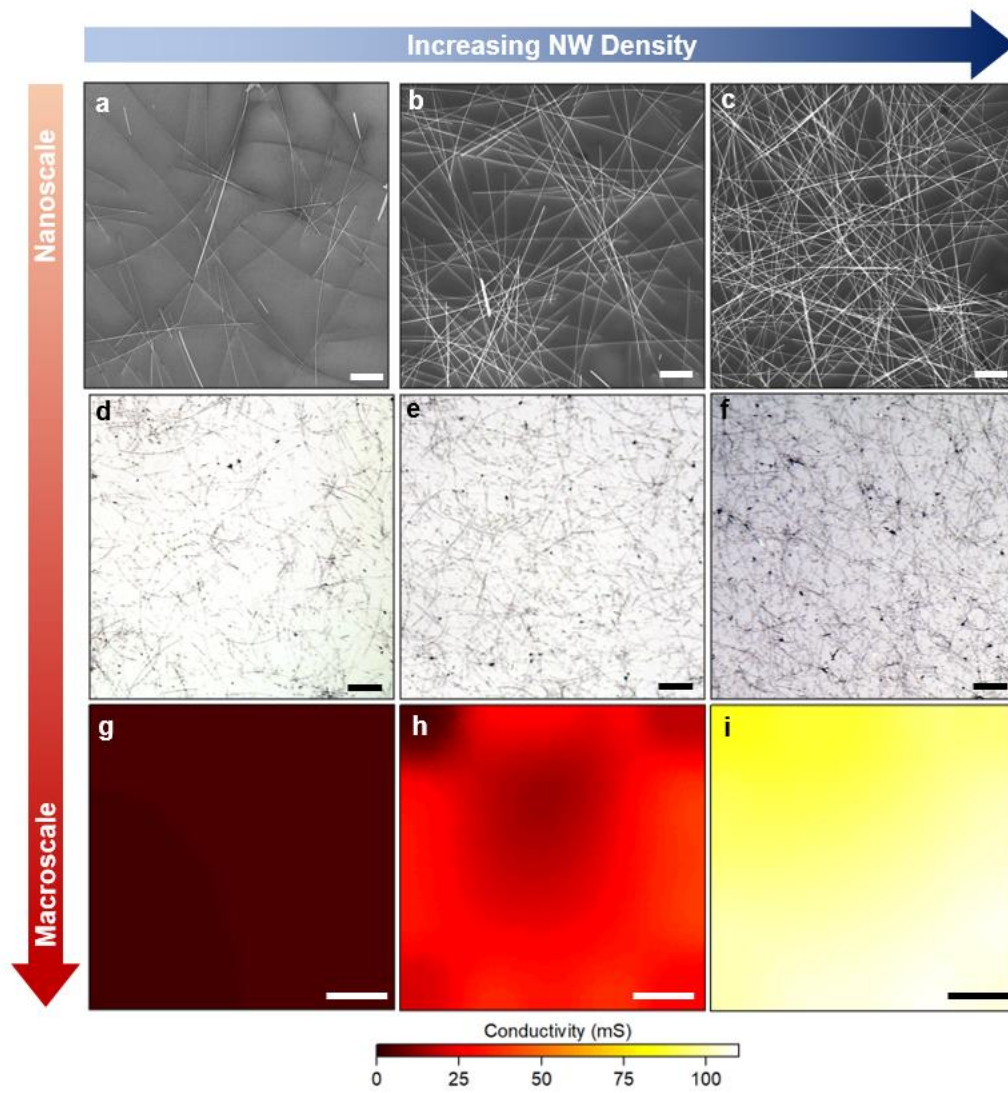 Increasing NW Density
Nanoscale
a
b
c
d
e
f
Macroscale
g
h
i
Conductivity (mS)
0 25 50 75 100